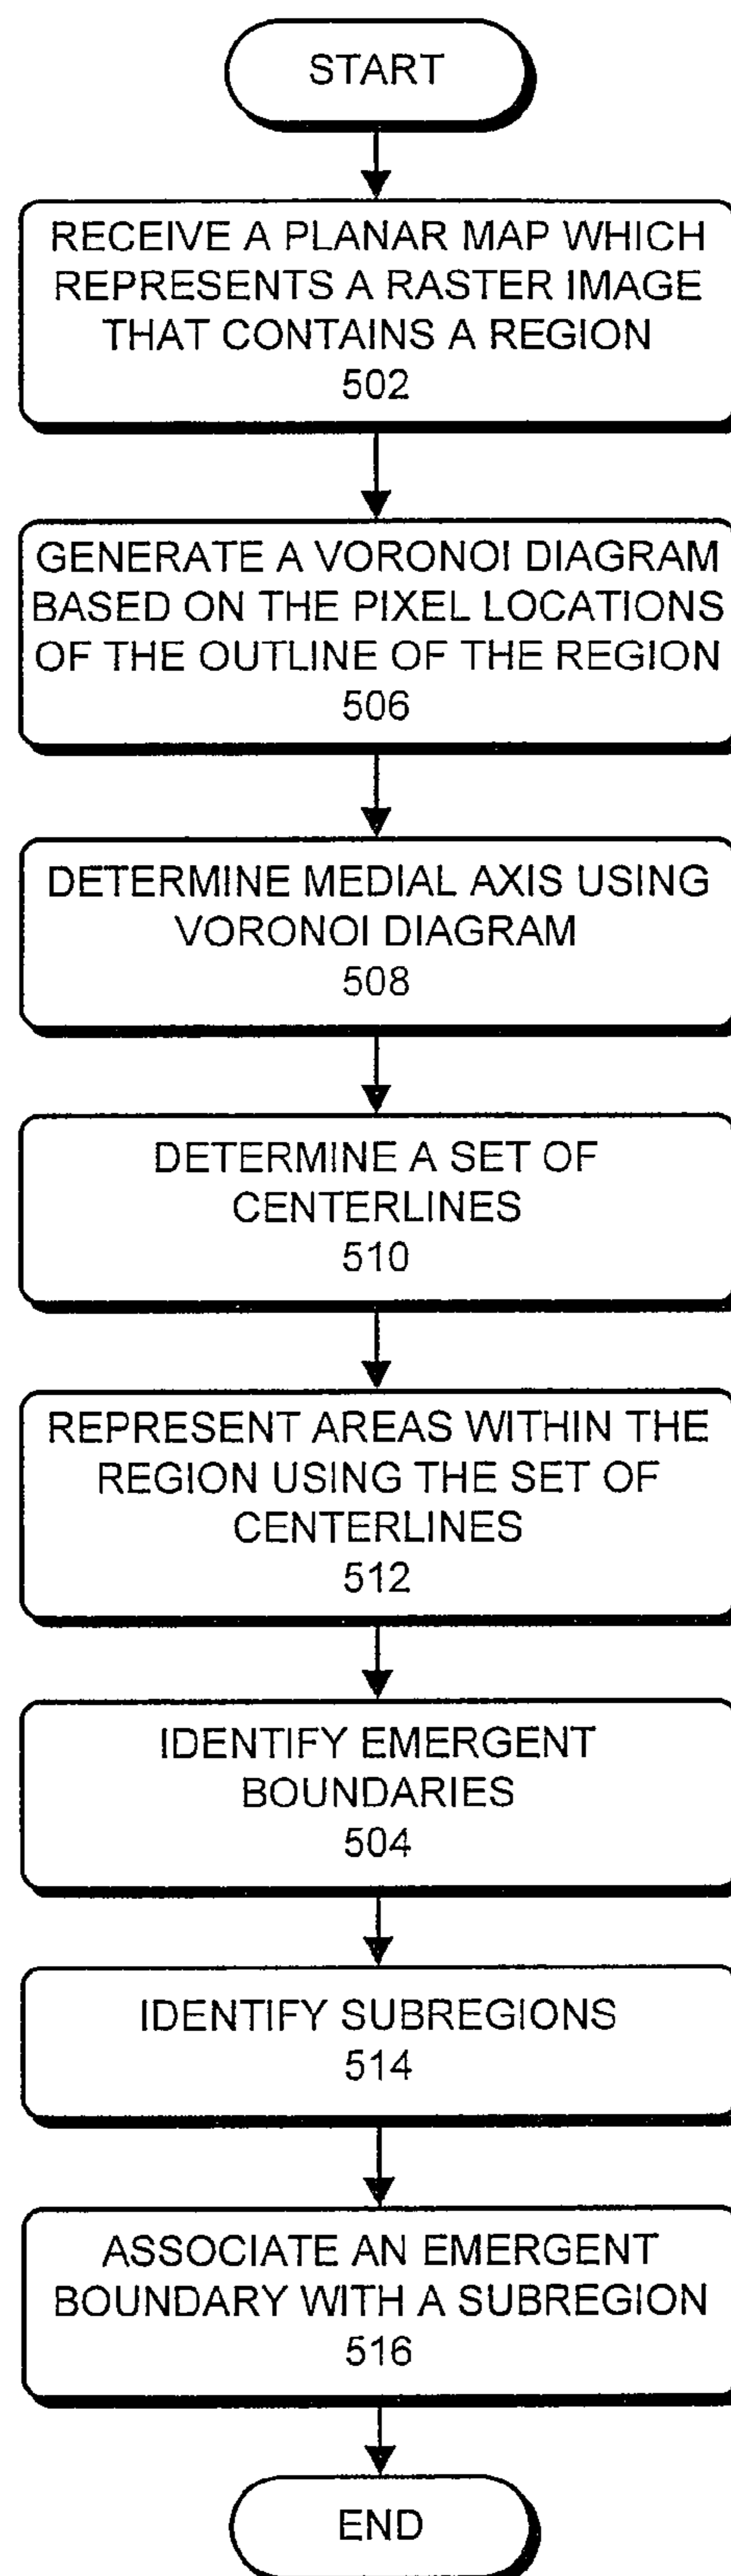 START
RECEIVE A PLANAR MAP WHICH
REPRESENTS A RASTER IMAGE
THAT CONTAINS A REGION
502
GENERATE A VORONOI DIAGRAM
BASED ON THE PIXEL LOCATIONS
OF THE OUTLINE OF THE REGION
506
DETERMINE MEDIAL AXIS USING
VORONOI DIAGRAM
508
DETERMINE A SET OF
CENTERLINES
510
REPRESENT AREAS WITHIN THE
REGION USING THE SET OF
CENTERLINES
512
IDENTIFY EMERGENT
BOUNDARIES
504
IDENTIFY SUBREGIONS
514
ASSOCIATE AN EMERGENT
BOUNDARY WITH A SUBREGION
516
END